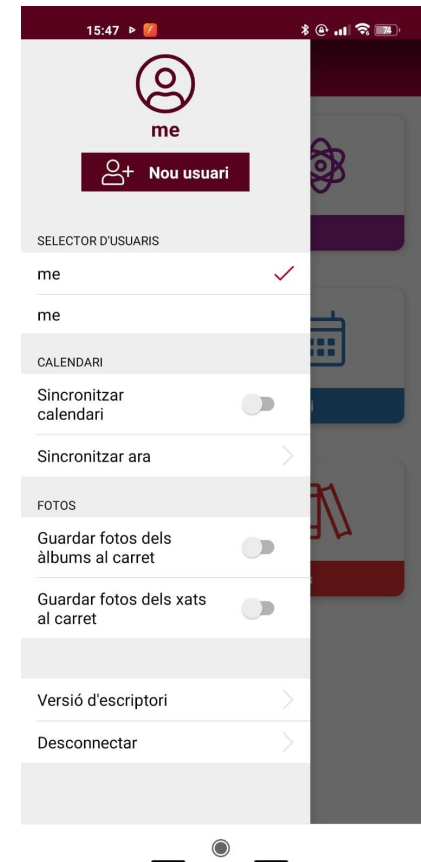 15:47
74
me
Nou usuari
SELECTOR D'USUARIS
me
me
CALENDARI
Sincronitzar
calendari
Sincronitzar ara
FOTOS
Guardar fotos dels
àlbums al carret
Guardar fotos dels xats
al carret
Versió d'escriptori
Desconnectar